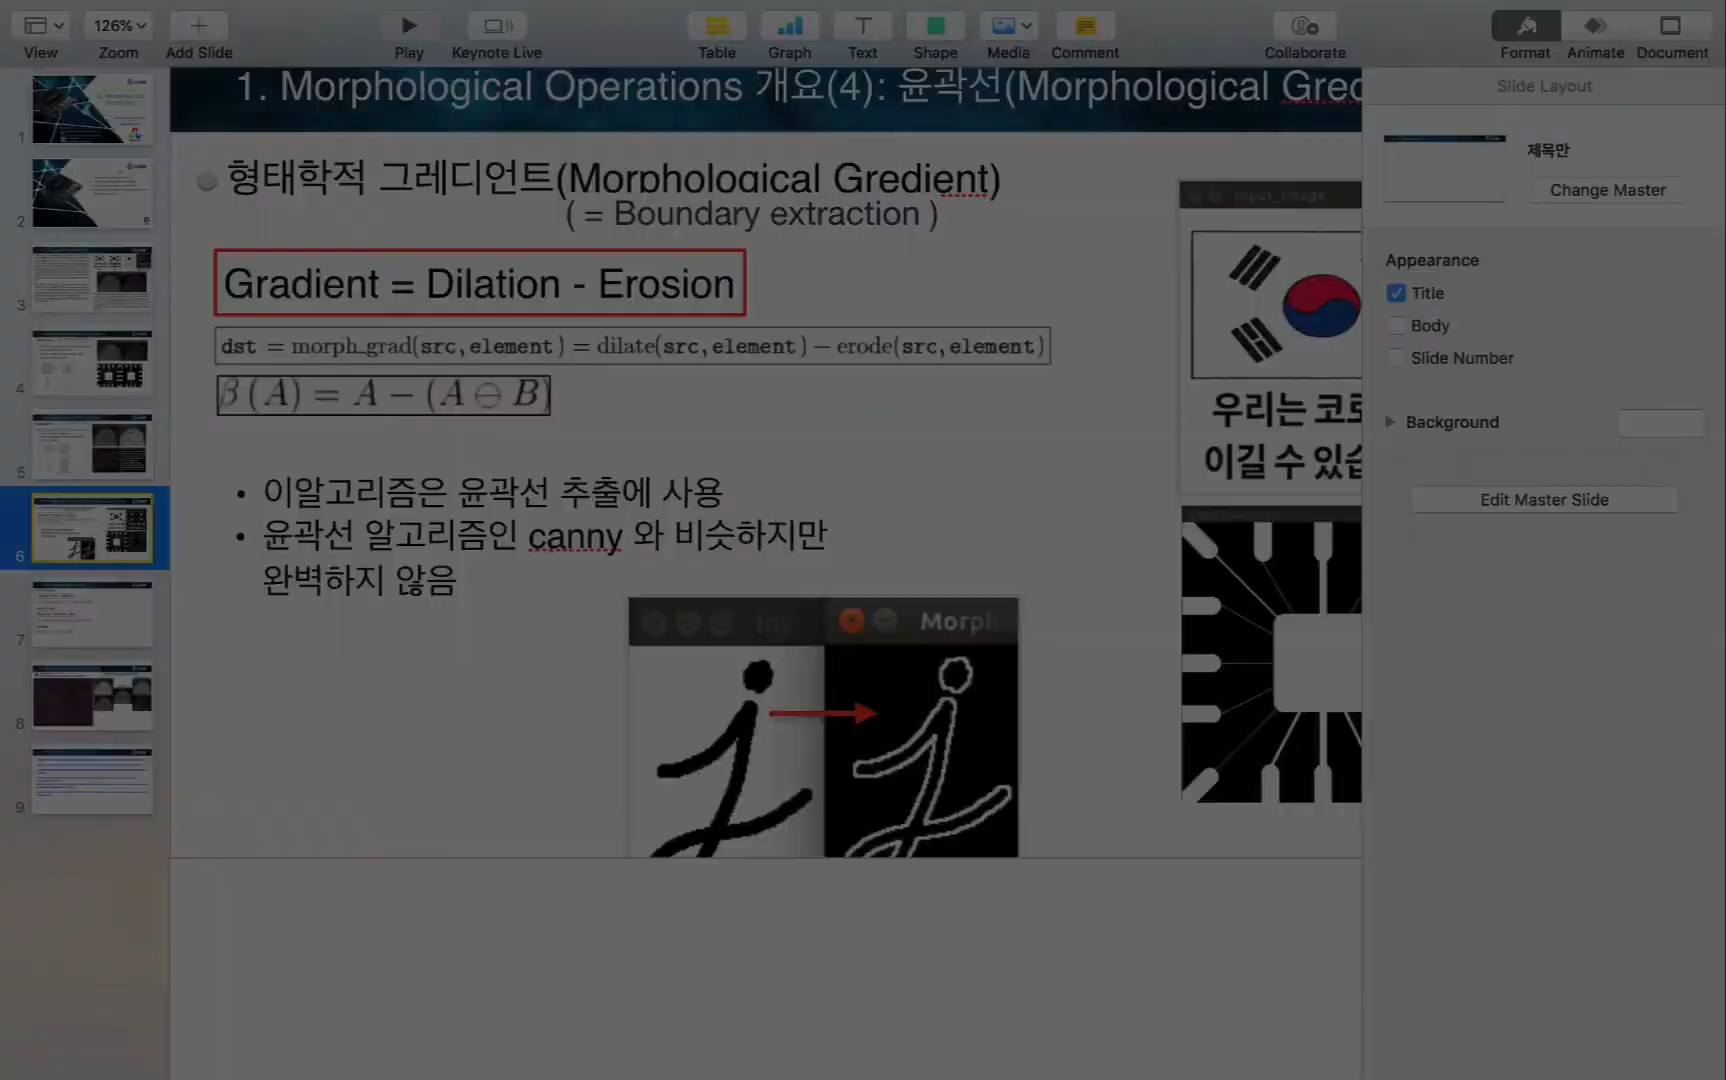 View
126%
Zoom
Add Slide
Play
Keynote Live
Table
Graph
Text
Shape
Media
Comment
Collaborate
Format
Animate
Document
1. Morphological Operations 개요(4): 윤곽선(Morphological Grec
형태학적 그레디언트(Morphological Gredient)
( = Boundary extraction )
Gradient = Dilation - Erosion
dst = morph_grad(src, element) = dilate(src, element) − erode(src, element)
β (A) = A − (A ⊖ B)
• 이알고리즘은 윤곽선 추출에 사용
• 윤곽선 알고리즘인 canny 와 비슷하지만
완벽하지 않음
Morph
input_image
우리는 코로
이길 수 있습
Slide Layout
제목만
Change Master
Appearance
Title
Body
Slide Number
Background
Edit Master Slide
1
2
3
4
5
6
7
8
9